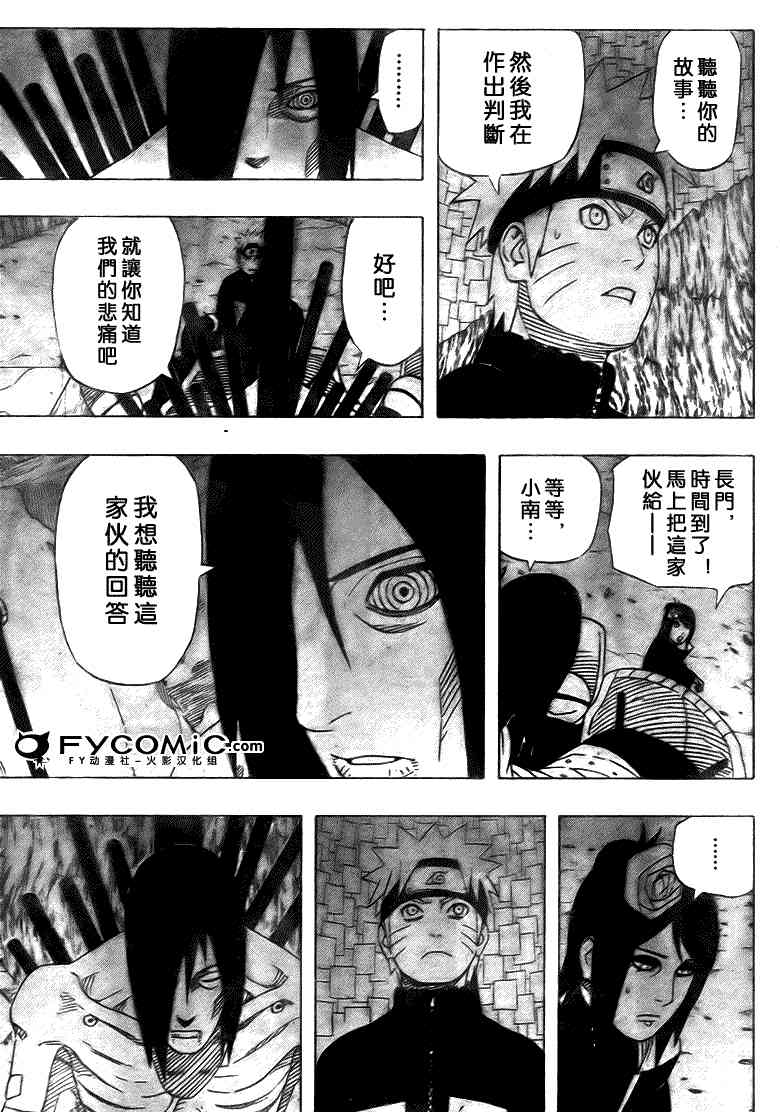 聽聽你的
故事…
然後我在
作出判斷
………
好吧…
就讓你知道
我們的悲痛吧
長門，
時間到了！
馬上把這家
伙給——
等等，
小南…
我想聽聽這
家伙的回答
FYCOMiC.com
FY动漫社-火影汉化组
……